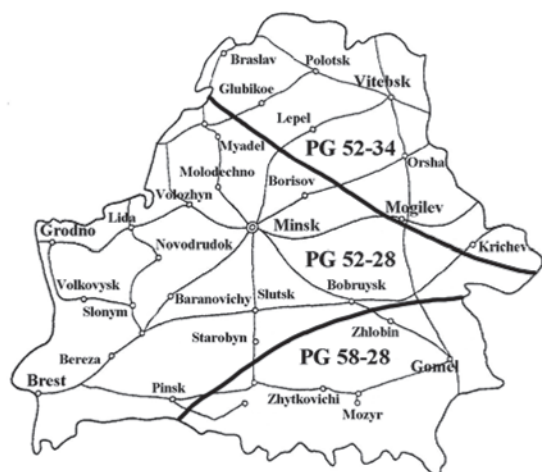 Braslav
Polotsk
Glubikoe
Vitebsk
Lepel
PG 52-34
Myadel
Orsha
Molodechno
Borisov
Volozhyn
Mogilev
Lida
Minsk
Grodno
Krichev
Novodrudok
PG 52-28
Volkovysk
Baranovichy
Slutsk
Bobruysk
Slonym
Zhlobin
Starobyn
Bereza
PG 58-28
Gomel
Brest
Pinsk
Zhytkovichi
Mozyr